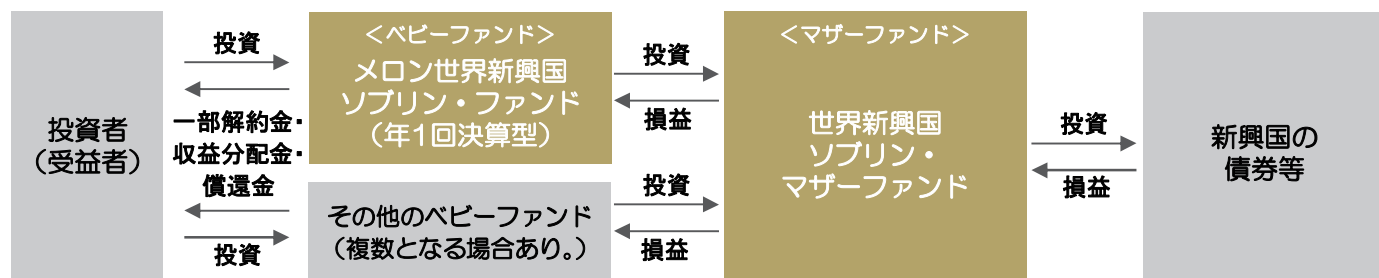 投資者
（受益者）
投資
一部解約金・
収益分配金・
償還金
投資
＜ベビーファンド＞
メロン世界新興国
ソブリン・ファンド
（年1回決算型）
その他のベビーファンド
（複数となる場合あり。）
投資
損益
投資
損益
＜マザーファンド＞
世界新興国
ソブリン・
マザーファンド
投資
損益
新興国の
債券等